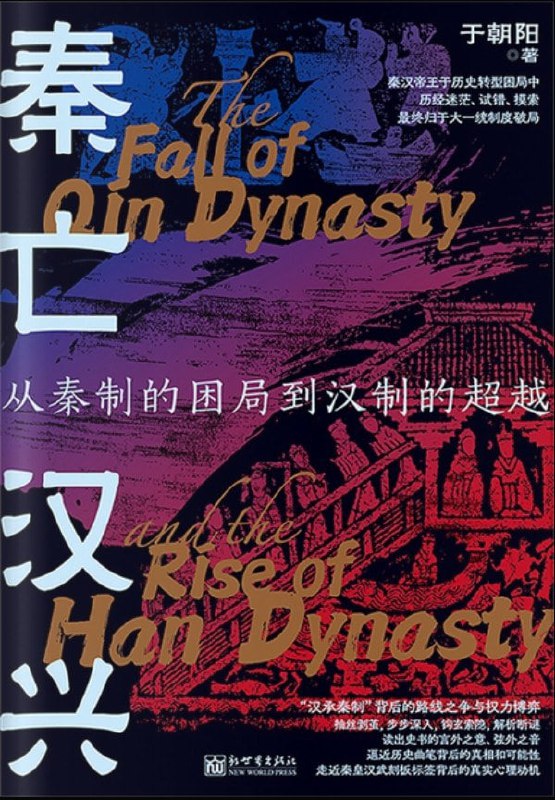 秦亡汉兴
于朝阳
◎著
秦汉帝王于历史转型困局中
历经迷茫、试错、摸索
最终归于大一统制度破局
The
Fall of
Qin Dynasty
从秦制的困局到汉制的超越
and the
Rise of
Han Dynasty
“汉承秦制”背后的路线之争与权力博弈
抽丝剥茧，步步深入，钩玄索隐，解析断谜
读出史书的言外之意、弦外之音
逼近历史曲笔背后的真相和可能性
走近秦皇汉武刻板标签背后的真实心理动机
新世界出版社
NEW WORLD PRESS